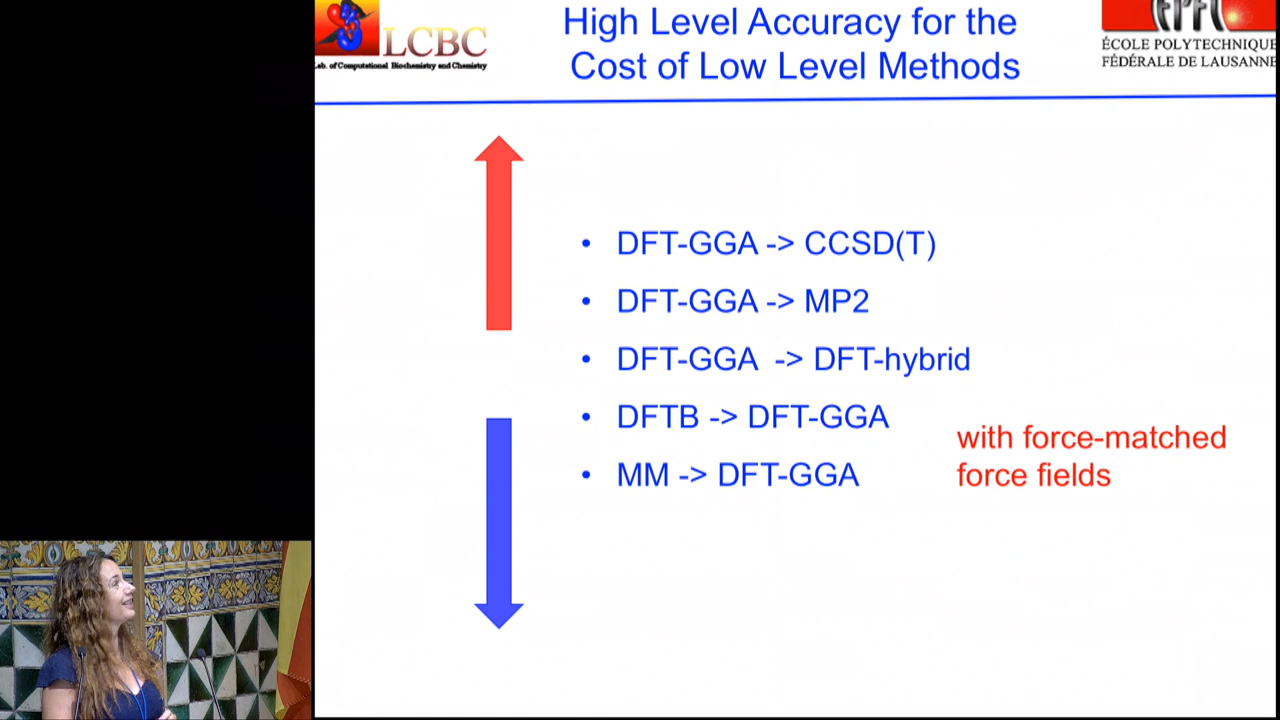 LCBC
Lab. of Computational Biochemistry and Chemistry
High Level Accuracy for the
Cost of Low Level Methods
EPFL
ÉCOLE POLYTECHNIQUE
FÉDÉRALE DE LAUSANNE
• DFT-GGA -> CCSD(T)
• DFT-GGA -> MP2
• DFT-GGA -> DFT-hybrid
• DFTB -> DFT-GGA
• MM -> DFT-GGA
with force-matched
force fields